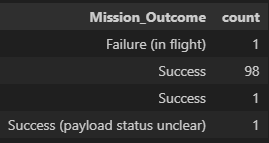 Mission_Outcome count
Failure (in flight) 1
Success 98
Success 1
Success (payload status unclear) 1